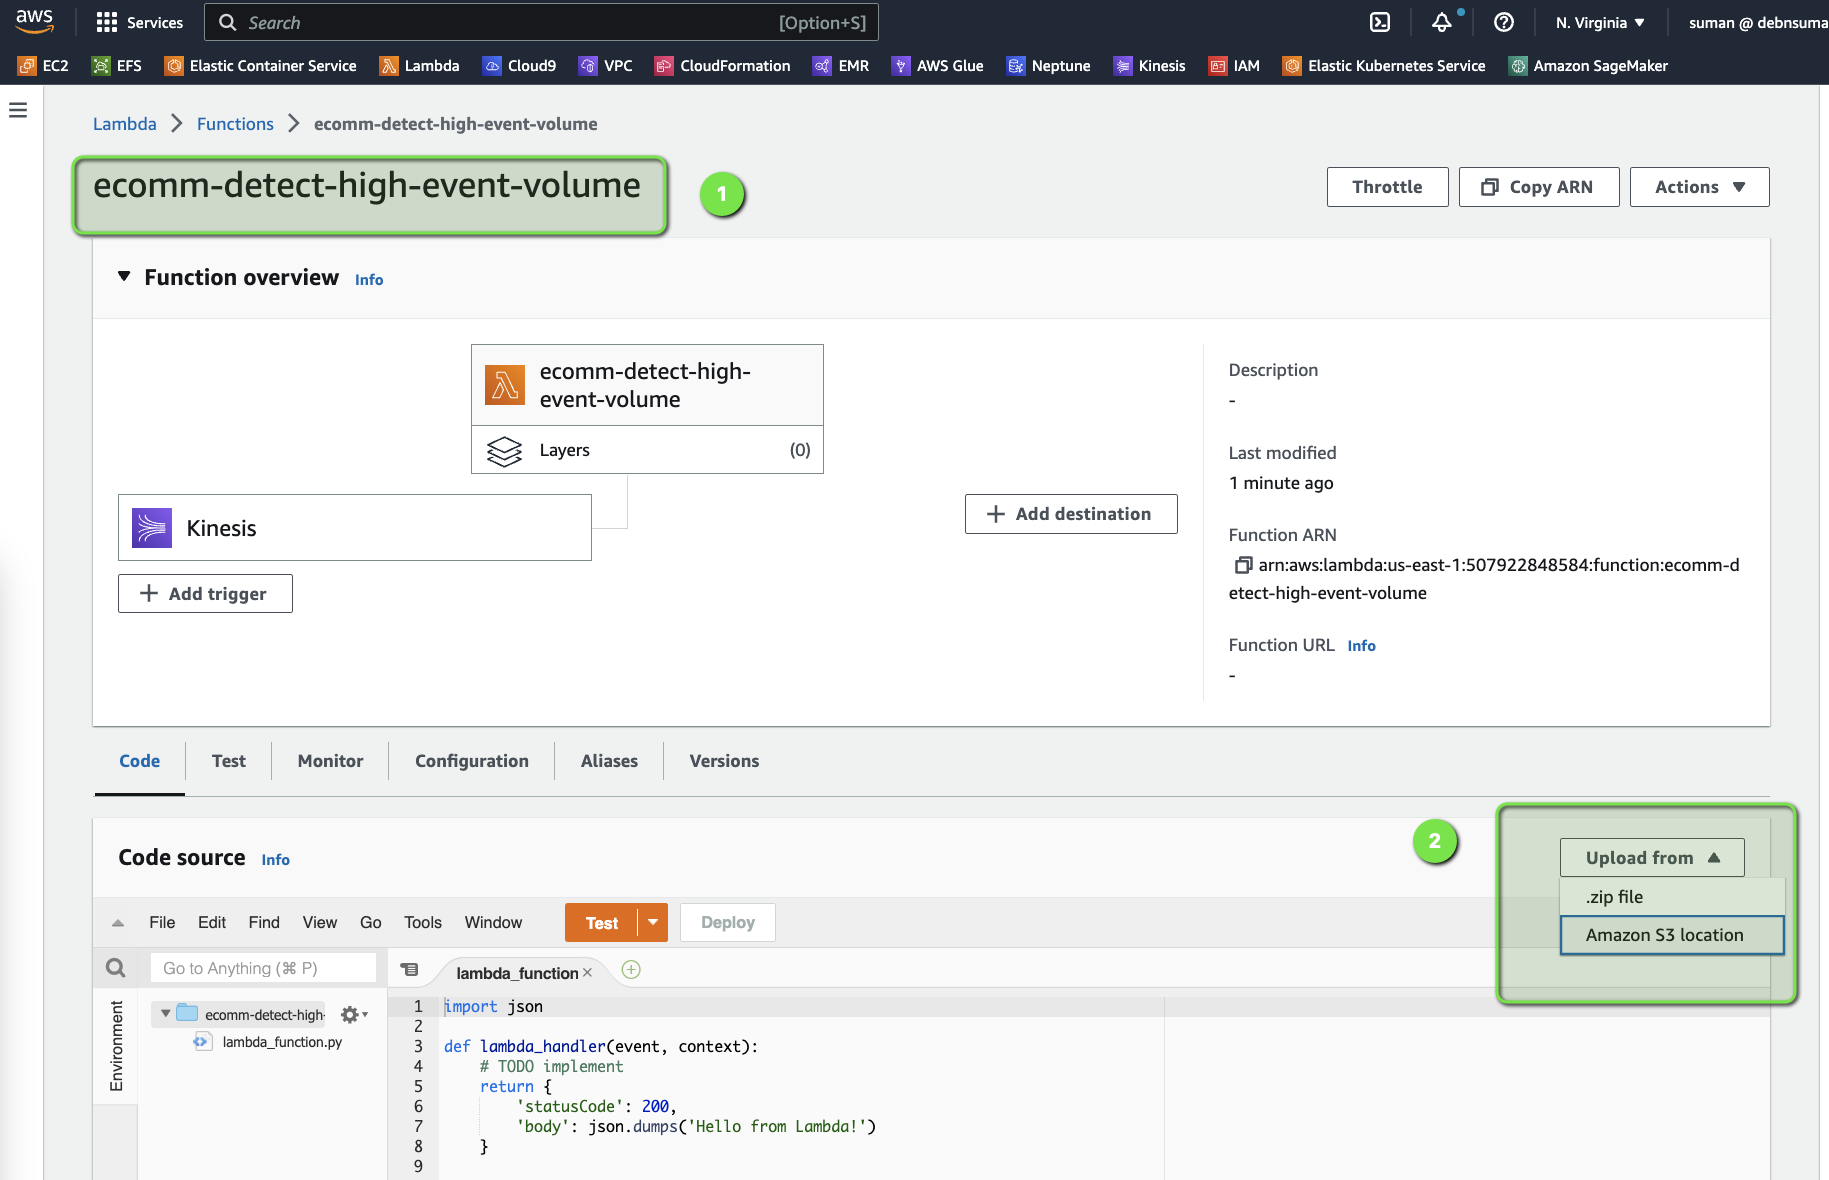 aws Services Search [Option+S] N. Virginia ▼ suman @ debnsuma
EC2 EFS Elastic Container Service Lambda Cloud9 VPC CloudFormation EMR AWS Glue Neptune Kinesis IAM Elastic Kubernetes Service Amazon SageMaker
Lambda > Functions > ecomm-detect-high-event-volume
ecomm-detect-high-event-volume 1 Throttle Copy ARN Actions ▼
Function overview Info
ecomm-detect-high-
event-volume
Layers (0)
Kinesis
+ Add trigger
+ Add destination
Description
-
Last modified
1 minute ago
Function ARN
arn:aws:lambda:us-east-1:507922848584:function:ecomm-d
etect-high-event-volume
Function URL Info
-
Code Test Monitor Configuration Aliases Versions
Code source Info 2 Upload from ▲
.zip file
Amazon S3 location
File Edit Find View Go Tools Window Test Deploy
Go to Anything (⌘ P) lambda_function ×
Environment
ecomm-detect-high-
lambda_function.py
1 import json
2
3 def lambda_handler(event, context):
4     # TODO implement
5     return {
6         'statusCode': 200,
7         'body': json.dumps('Hello from Lambda!')
8     }
9